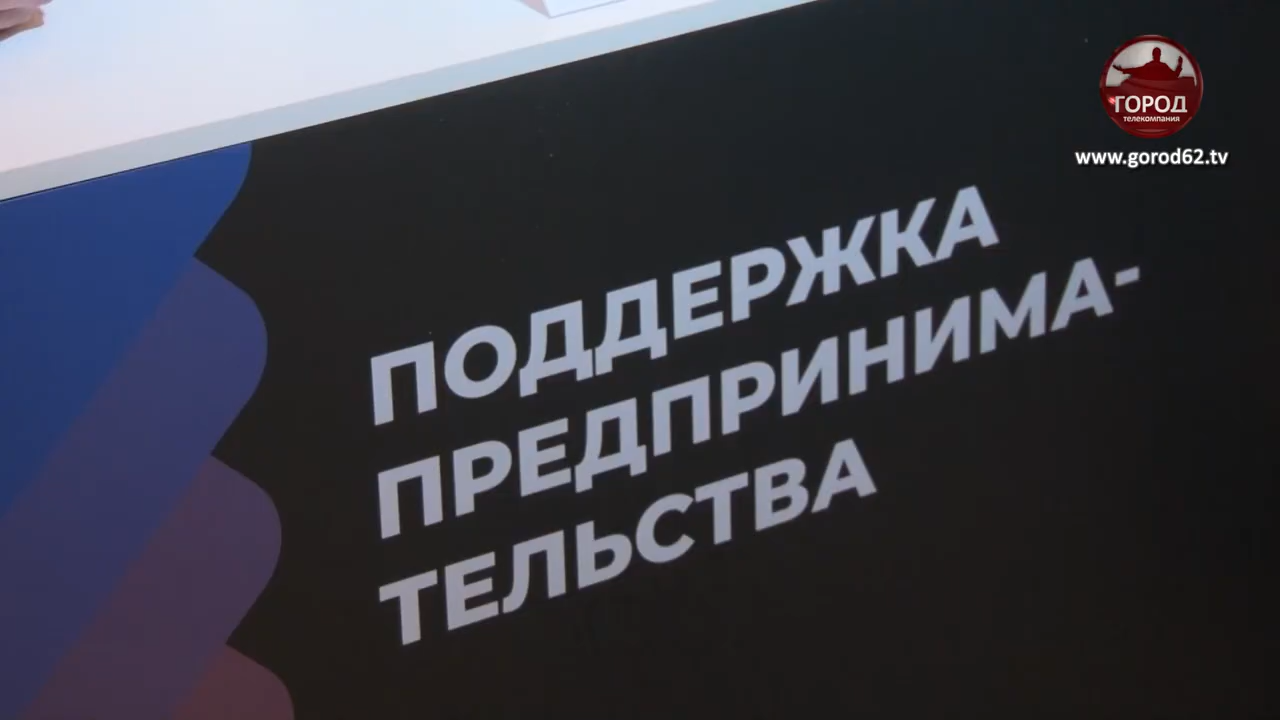 ГОРОД
телекомпания
www.gorod62.tv
ПОДДЕРЖКА
ПРЕДПРИНИМА-
ТЕЛЬСТВА